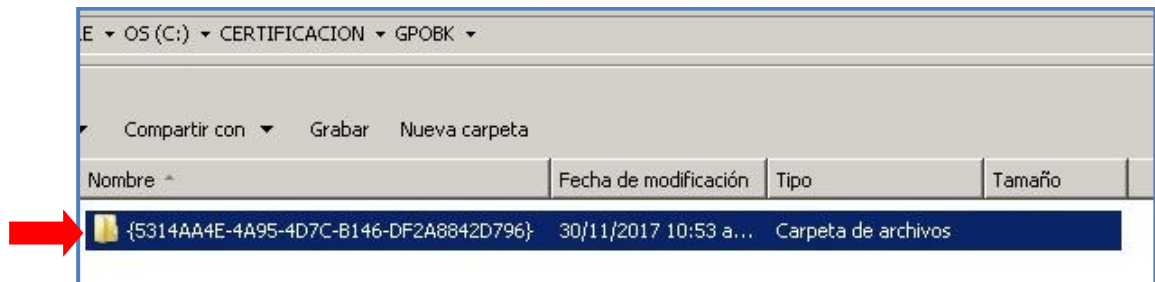 .E ▾ OS (C:) ▾ CERTIFICACION ▾ GPOBK ▾
Compartir con ▾ Grabar Nueva carpeta
Nombre Fecha de modificación Tipo Tamaño
{5314AA4E-4A95-4D7C-B146-DF2A8842D796} 30/11/2017 10:53 a... Carpeta de archivos